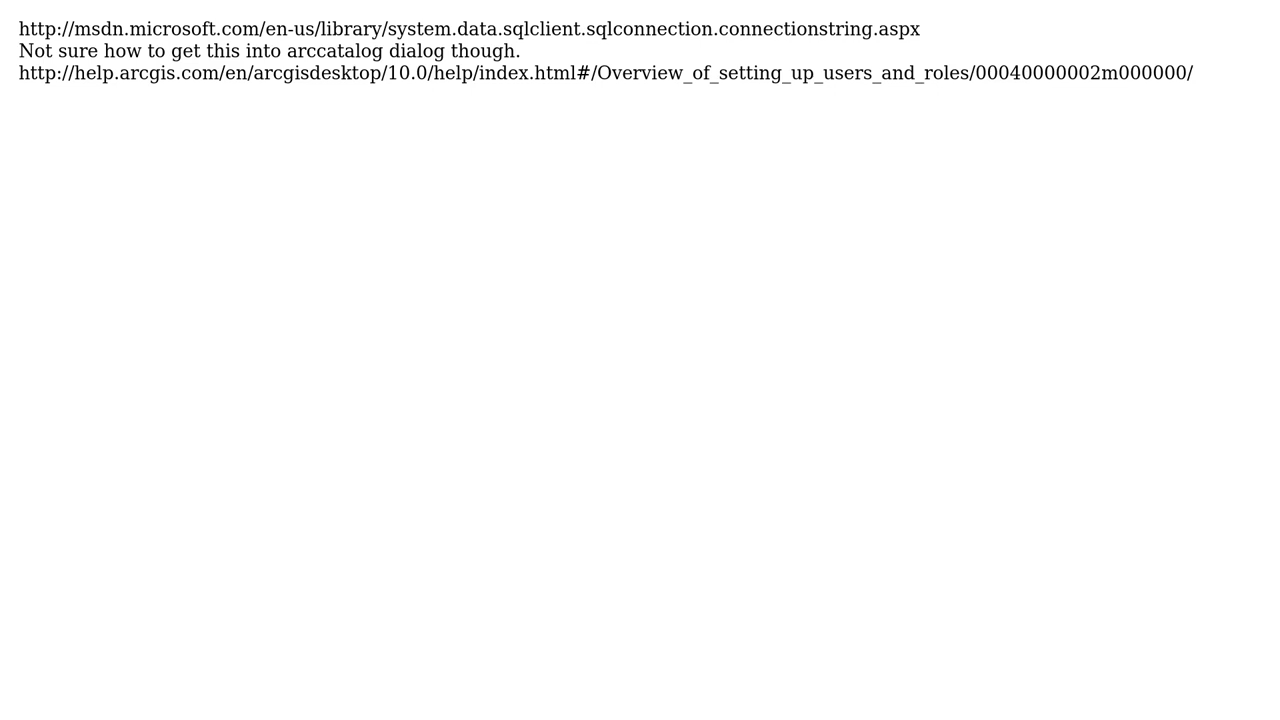 http://msdn.microsoft.com/en-us/library/system.data.sqlclient.sqlconnection.connectionstring.aspx
Not sure how to get this into arccatalog dialog though.
http://help.arcgis.com/en/arcgisdesktop/10.0/help/index.html#/Overview_of_setting_up_users_and_roles/00040000002m000000/